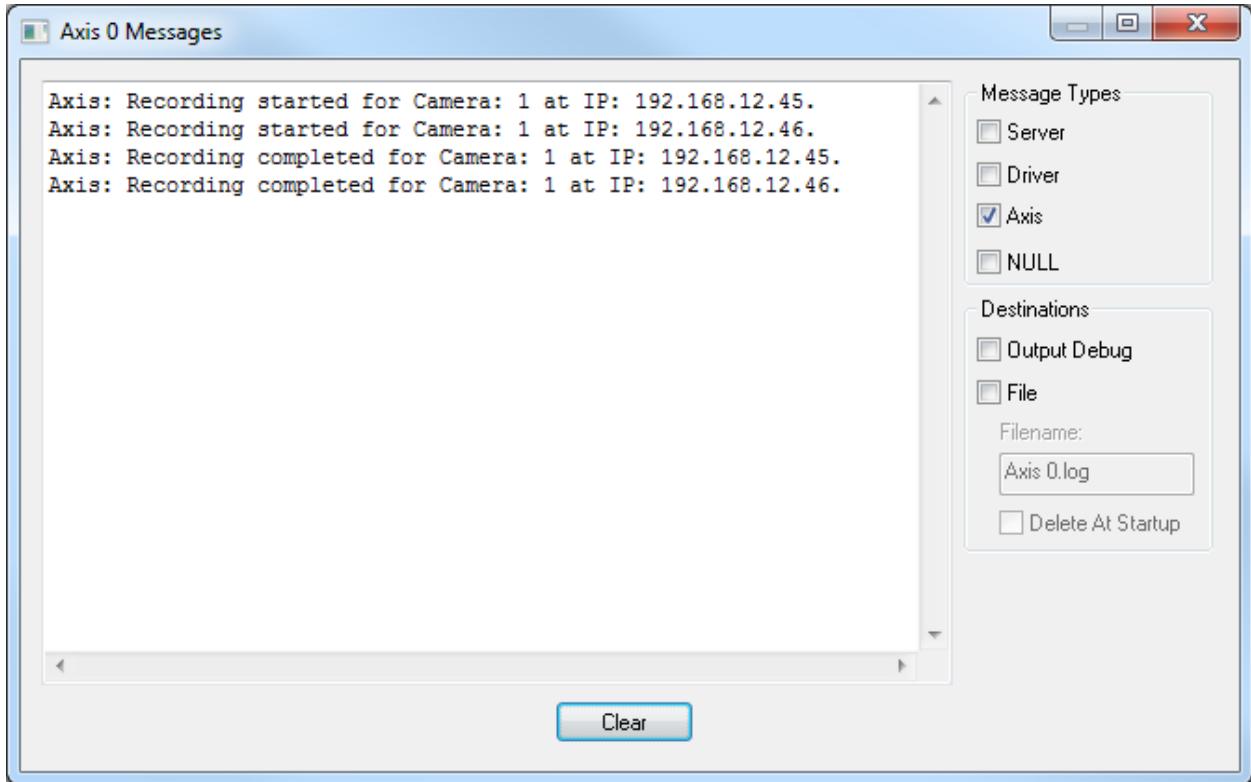 Axis 0 Messages
Axis: Recording started for Camera: 1 at IP: 192.168.12.45.
Axis: Recording started for Camera: 1 at IP: 192.168.12.46.
Axis: Recording completed for Camera: 1 at IP: 192.168.12.45.
Axis: Recording completed for Camera: 1 at IP: 192.168.12.46.
Message Types
Server
Driver
Axis
NULL
Destinations
Output Debug
File
Filename:
Axis 0.log
Delete At Startup
Clear